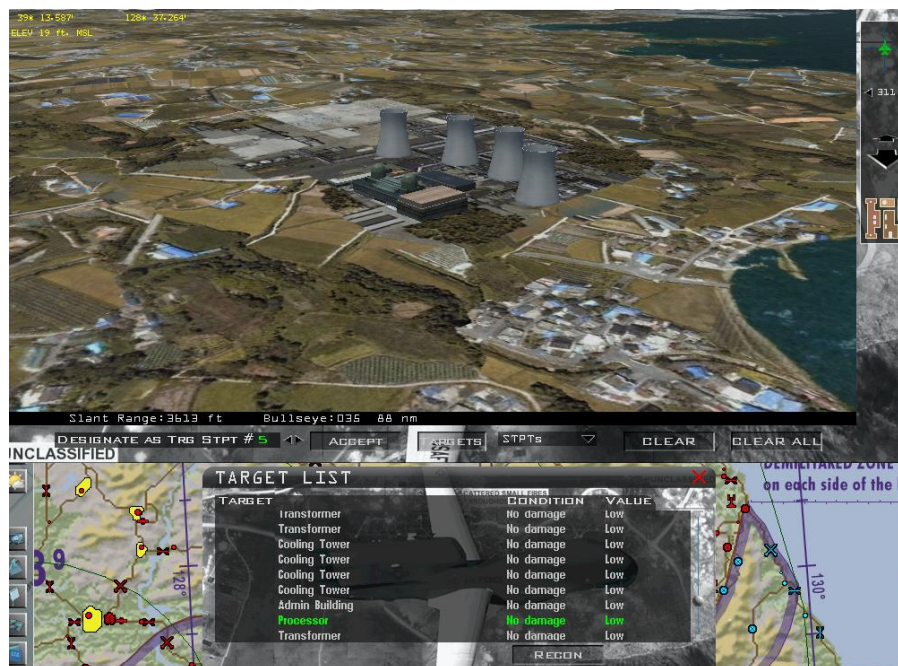 39* 13.587' 128* 37.264'
ELEV 19 ft. MSL
311
Slant Range:3613 ft Bullseye:035 88 nm
DESIGNATE AS TRG STPT # 5 ACCEPT TARGETS STPTs CLEAR CLEAR ALL
UNCLASSIFIED
TARGET LIST
DEMILITARED ZONE
on each side of the
TARGET CONDITION VALUE
Transformer No damage Low
Transformer No damage Low
Cooling Tower No damage Low
Cooling Tower No damage Low
Cooling Tower No damage Low
Cooling Tower No damage Low
Admin Building No damage Low
Processor No damage Low
Transformer No damage Low
39
128°
130°
RECON